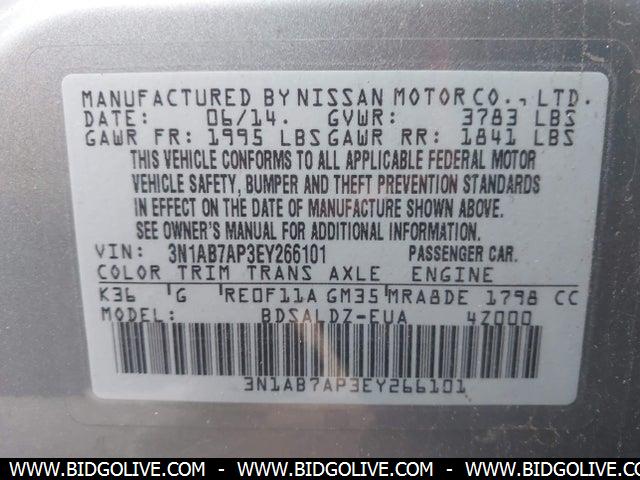 MANUFACTURED BY NISSAN MOTOR CO., LTD.
DATE: 06/14. GVWR: 3783 LBS
GAWR FR: 1995 LBS GAWR RR: 1841 LBS
THIS VEHICLE CONFORMS TO ALL APPLICABLE FEDERAL MOTOR
VEHICLE SAFETY, BUMPER AND THEFT PREVENTION STANDARDS
IN EFFECT ON THE DATE OF MANUFACTURE SHOWN ABOVE.
SEE OWNER'S MANUAL FOR ADDITIONAL INFORMATION.
VIN: 3N1AB7AP3EY266101 PASSENGER CAR.
COLOR TRIM TRANS AXLE ENGINE
K36 G RE0F11A GM35 MRA8DE 1798 CC
MODEL: BDSALDZ-EUA 4Z000
3N1AB7AP3EY266101
WWW.BIDGOLIVE.COM - WWW.BIDGOLIVE.COM - WWW.BIDGOLIVE.COM